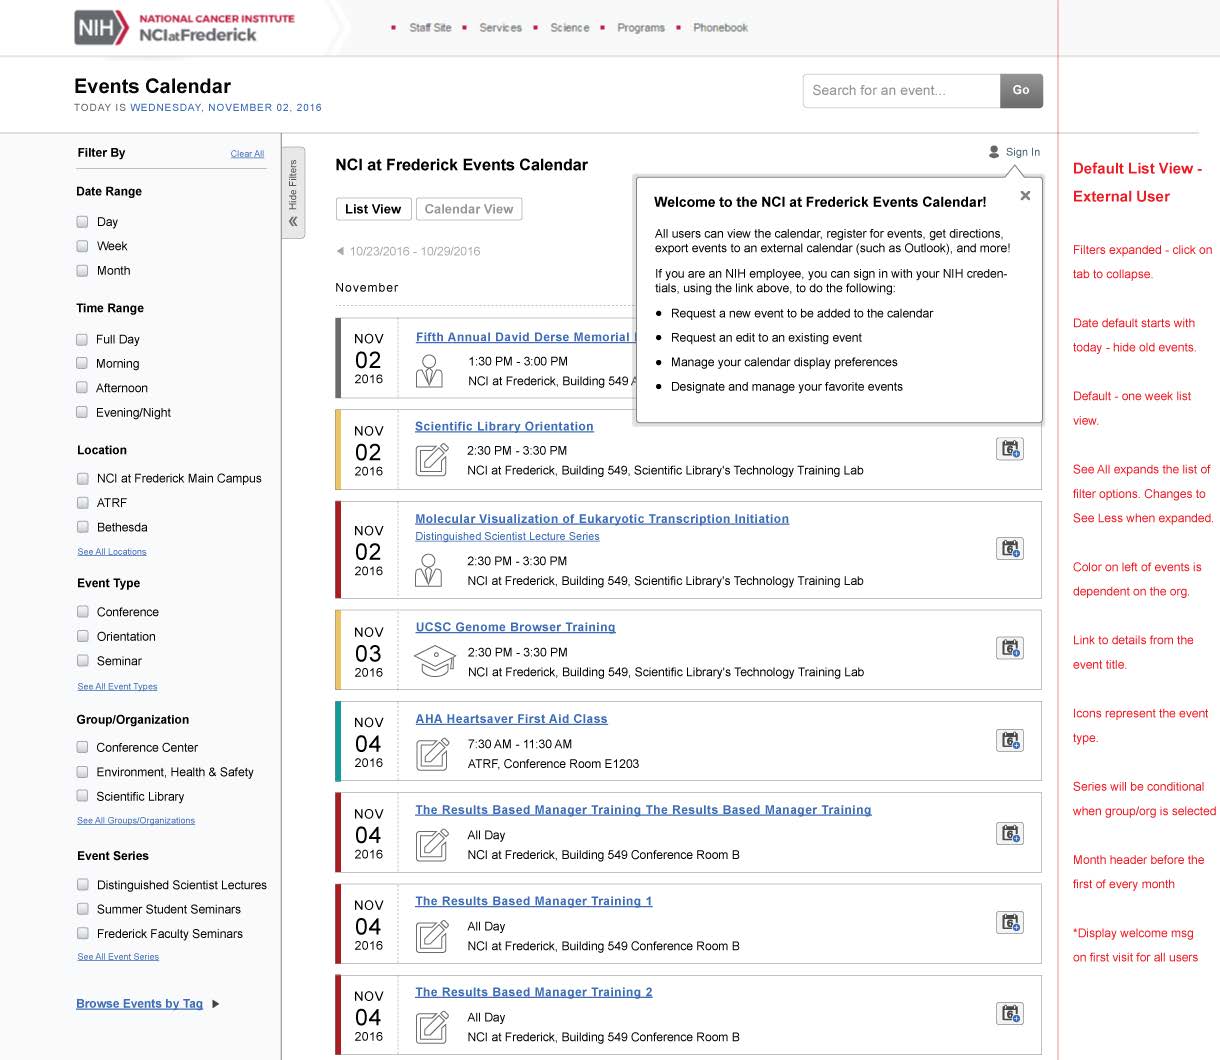 NIH NATIONAL CANCER INSTITUTE
NCIatFrederick
Staff Site
Services
Science
Programs
Phonebook
Events Calendar
TODAY IS WEDNESDAY, NOVEMBER 02, 2016
Search for an event...
Go
Filter By
Clear All
Date Range
Day
Week
Month
Time Range
Full Day
Morning
Afternoon
Evening/Night
Location
NCI at Frederick Main Campus
ATRF
Bethesda
See All Locations
Event Type
Conference
Orientation
Seminar
See All Event Types
Group/Organization
Conference Center
Environment, Health & Safety
Scientific Library
See All Groups/Organizations
Event Series
Distinguished Scientist Lectures
Summer Student Seminars
Frederick Faculty Seminars
See All Event Series
Browse Events by Tag
Hide Filters
NCI at Frederick Events Calendar
Sign In
List View
Calendar View
10/23/2016 - 10/29/2016
November
Welcome to the NCI at Frederick Events Calendar!
All users can view the calendar, register for events, get directions,
export events to an external calendar (such as Outlook), and more!
If you are an NIH employee, you can sign in with your NIH creden-
tials, using the link above, to do the following:
Request a new event to be added to the calendar
Request an edit to an existing event
Manage your calendar display preferences
Designate and manage your favorite events
NOV
02
2016
Fifth Annual David Derse Memorial
1:30 PM - 3:00 PM
NCI at Frederick, Building 549
NOV
02
2016
Scientific Library Orientation
2:30 PM - 3:30 PM
NCI at Frederick, Building 549, Scientific Library's Technology Training Lab
NOV
02
2016
Molecular Visualization of Eukaryotic Transcription Initiation
Distinguished Scientist Lecture Series
2:30 PM - 3:30 PM
NCI at Frederick, Building 549, Scientific Library's Technology Training Lab
NOV
03
2016
UCSC Genome Browser Training
2:30 PM - 3:30 PM
NCI at Frederick, Building 549, Scientific Library's Technology Training Lab
NOV
04
2016
AHA Heartsaver First Aid Class
7:30 AM - 11:30 AM
ATRF, Conference Room E1203
NOV
04
2016
The Results Based Manager Training The Results Based Manager Training
All Day
NCI at Frederick, Building 549 Conference Room B
NOV
04
2016
The Results Based Manager Training 1
All Day
NCI at Frederick, Building 549 Conference Room B
NOV
04
2016
The Results Based Manager Training 2
All Day
NCI at Frederick, Building 549 Conference Room B
Default List View -
External User
Filters expanded - click on
tab to collapse.
Date default starts with
today - hide old events.
Default - one week list
view.
See All expands the list of
filter options. Changes to
See Less when expanded.
Color on left of events is
dependent on the org.
Link to details from the
event title.
Icons represent the event
type.
Series will be conditional
when group/org is selected
Month header before the
first of every month
*Display welcome msg
on first visit for all users